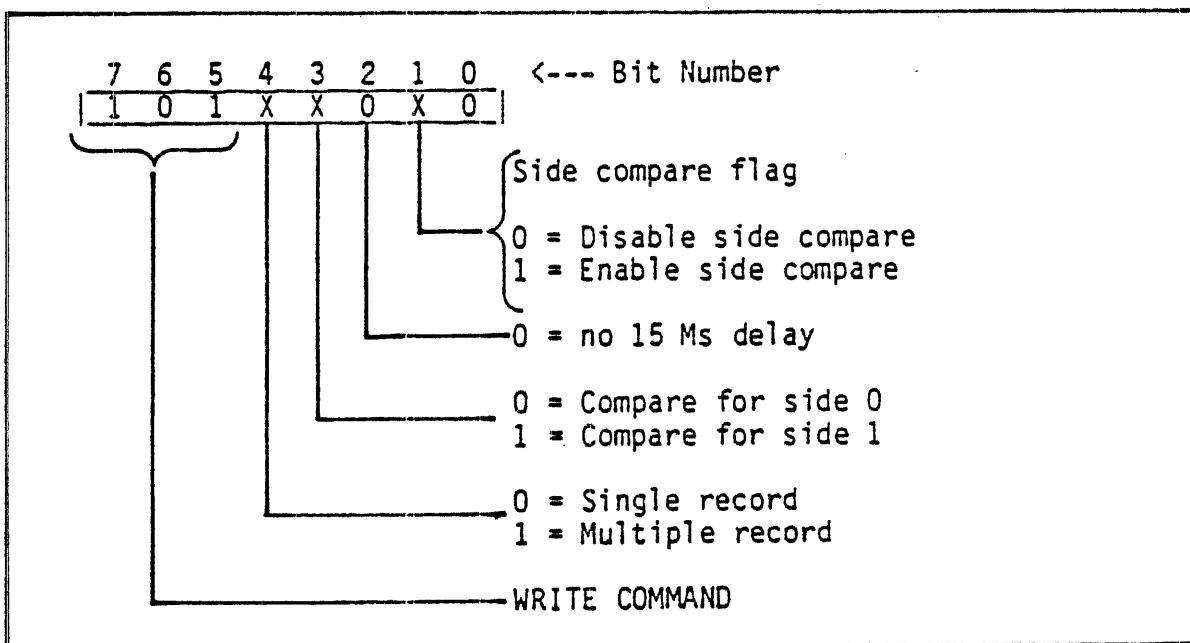 7 6 5 4 3 2 1 0 <--- Bit Number
1 0 1 X X 0 X 0
Side compare flag
0 = Disable side compare
1 = Enable side compare
0 = no 15 Ms delay
0 = Compare for side 0
1 = Compare for side 1
0 = Single record
1 = Multiple record
WRITE COMMAND